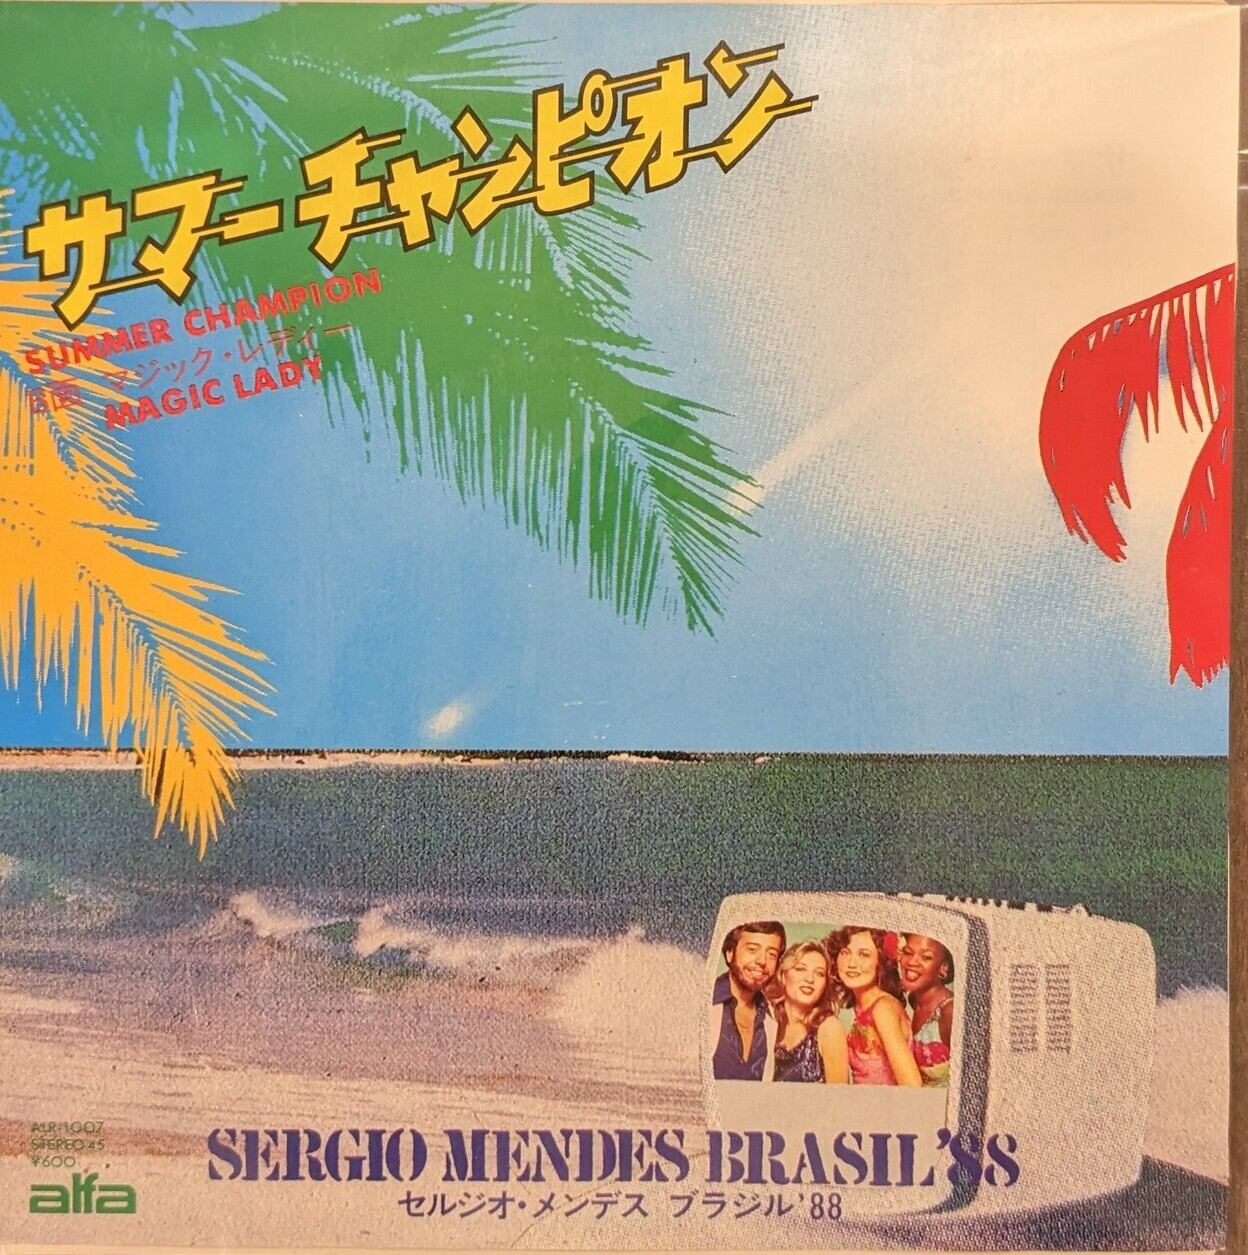 サマーチャンピオン
SUMMER CHAMPION
B面 マジック・レディー
MAGIC LADY
ALR-1007
STEREO 45
¥600
alfa
SERGIO MENDES BRASIL'88
セルジオ・メンデス ブラジル'88